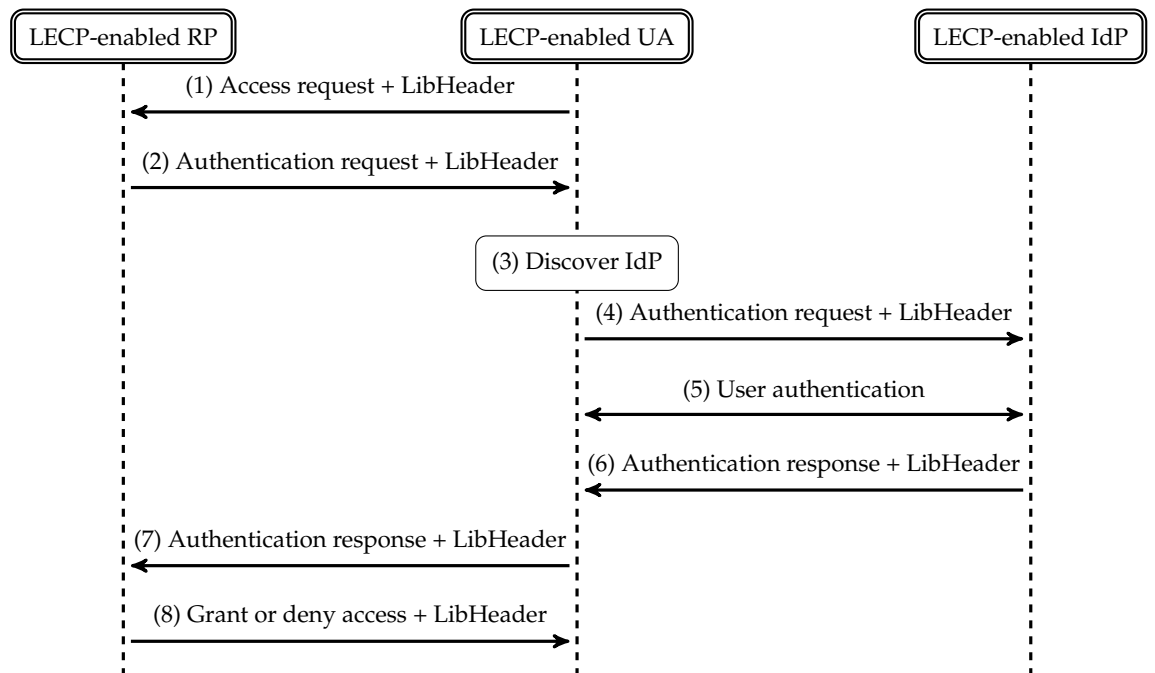 LECP-enabled RP
LECP-enabled UA
LECP-enabled IdP
(1) Access request + LibHeader
(2) Authentication request + LibHeader
(3) Discover IdP
(4) Authentication request + LibHeader
(5) User authentication
(6) Authentication response + LibHeader
(7) Authentication response + LibHeader
(8) Grant or deny access + LibHeader